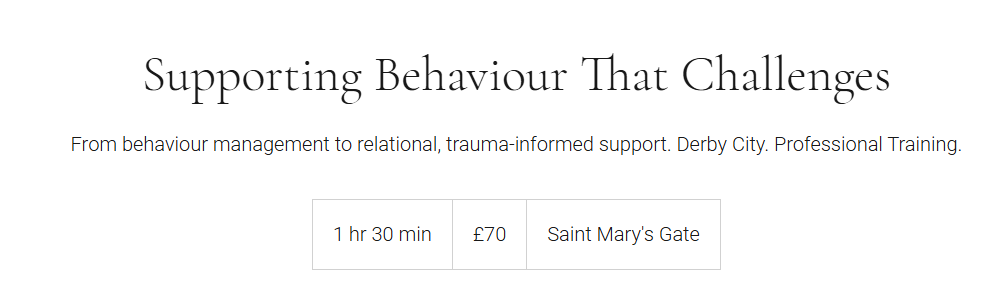 Supporting Behaviour That Challenges
From behaviour management to relational, trauma-informed support. Derby City. Professional Training.
1 hr 30 min
£70
Saint Mary's Gate